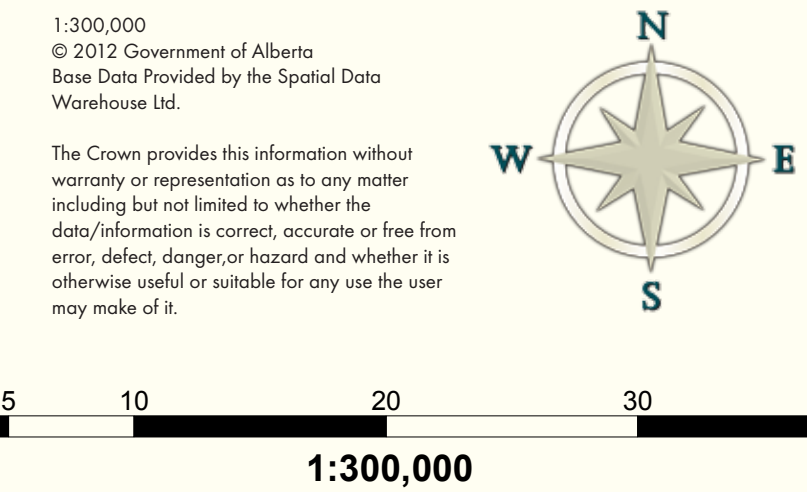 1:300,000
© 2012 Government of Alberta
Base Data Provided by the Spatial Data
Warehouse Ltd.
The Crown provides this information without
warranty or representation as to any matter
including but not limited to whether the
data/information is correct, accurate or free from
error, defect, danger,or hazard and whether it is
otherwise useful or suitable for any use the user
may make of it.
N
W E
S
5 10 20 30
1:300,000